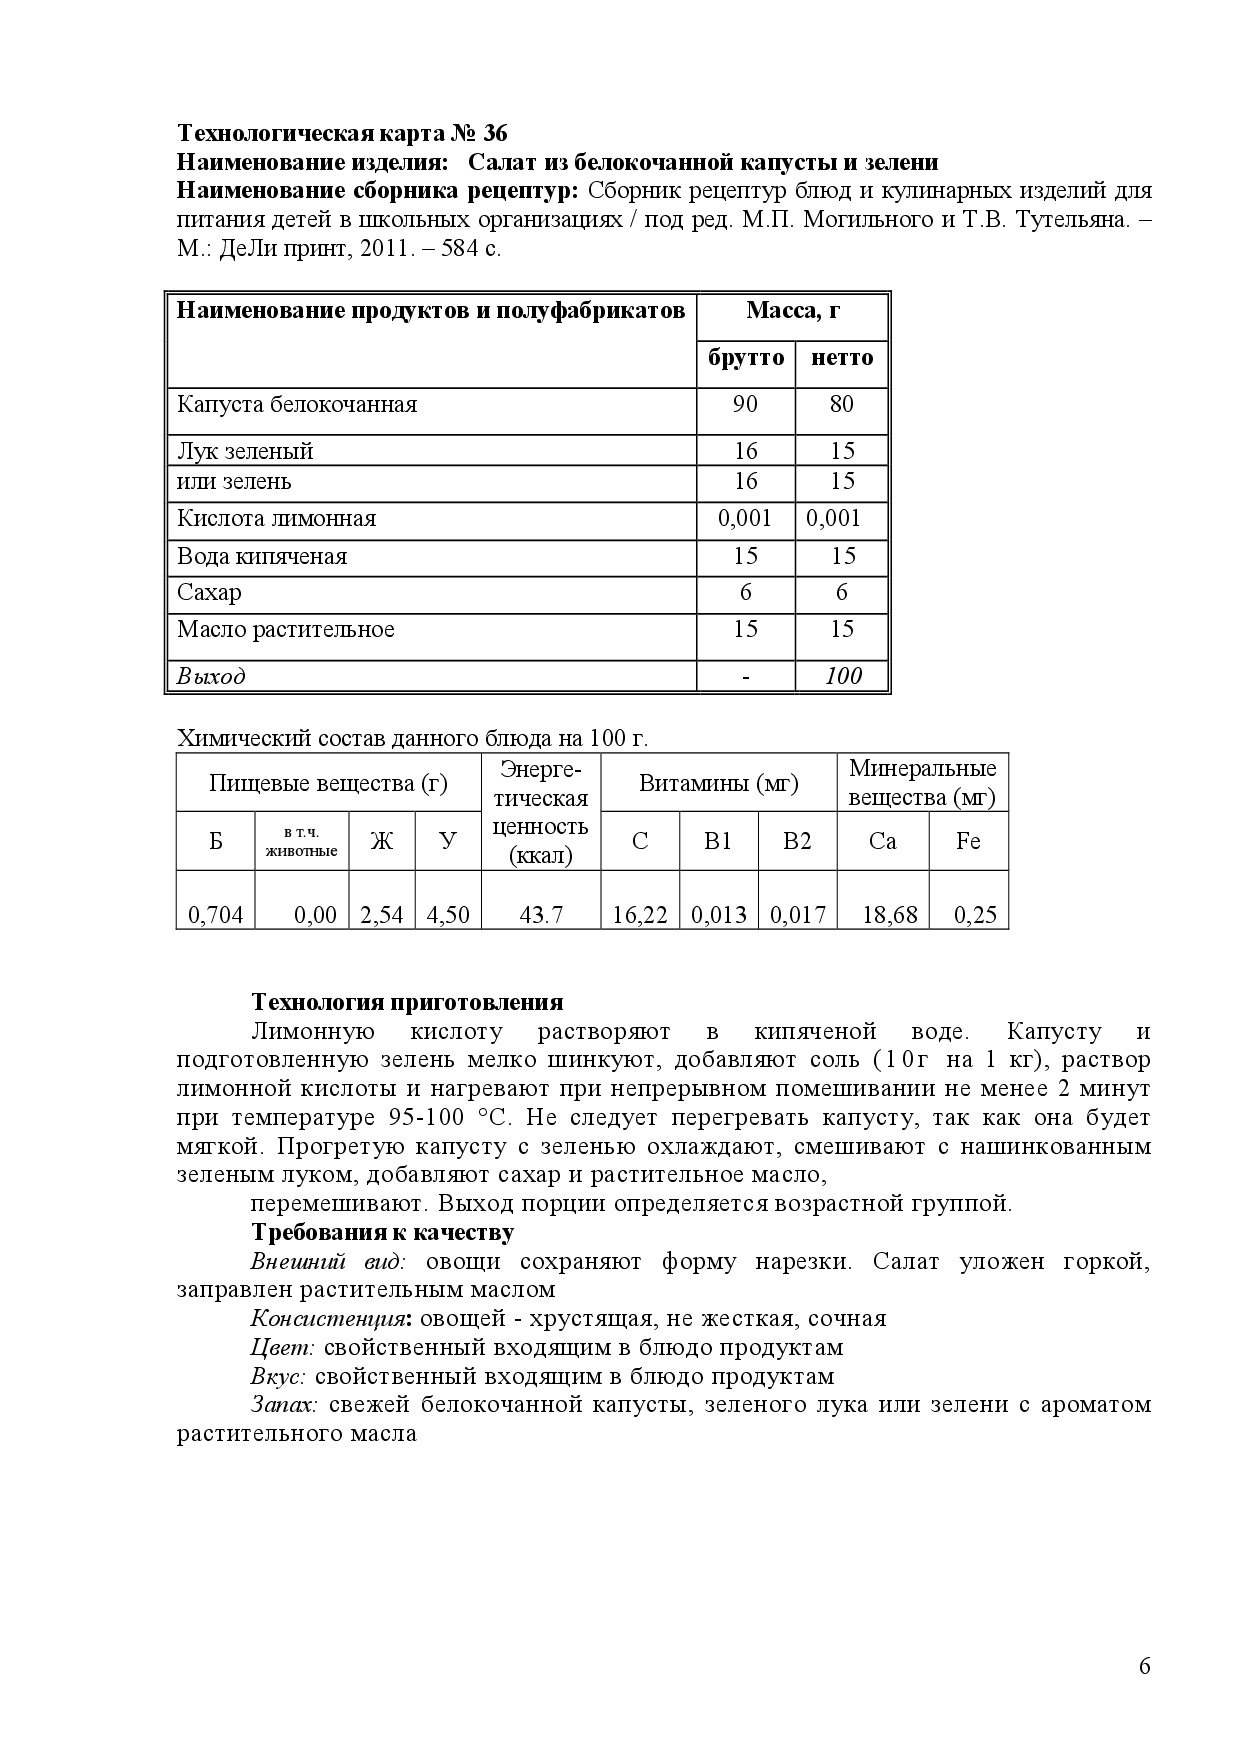 Технологическая карта № 36
Наименование изделия: Салат из белокочанной капусты и зелени
Наименование сборника рецептур: Сборник рецептур блюд и кулинарных изделий для
питания детей в школьных организациях / под ред. М.П. Могильного и Т.В. Тутельяна. –
М.: ДеЛи принт, 2011. – 584 с.
Наименование продуктов и полуфабрикатов Масса, г
брутто нетто
Капуста белокочанная 90 80
Лук зеленый 16 15
или зелень 16 15
Кислота лимонная 0,001 0,001
Вода кипяченая 15 15
Сахар 6 6
Масло растительное 15 15
Выход - 100
Химический состав данного блюда на 100 г.
Пищевые вещества (г) Энерге-тическая ценность (ккал) Витамины (мг) Минеральные вещества (мг)
Б в т.ч. животные Ж У С В1 В2 Са Fe
0,704 0,00 2,54 4,50 43.7 16,22 0,013 0,017 18,68 0,25
Технология приготовления
Лимонную кислоту растворяют в кипяченой воде. Капусту и
подготовленную зелень мелко шинкуют, добавляют соль (10г на 1 кг), раствор
лимонной кислоты и нагревают при непрерывном помешивании не менее 2 минут
при температуре 95-100 °С. Не следует перегревать капусту, так как она будет
мягкой. Прогретую капусту с зеленью охлаждают, смешивают с нашинкованным
зеленым луком, добавляют сахар и растительное масло,
перемешивают. Выход порции определяется возрастной группой.
Требования к качеству
Внешний вид: овощи сохраняют форму нарезки. Салат уложен горкой,
заправлен растительным маслом
Консистенция: овощей - хрустящая, не жесткая, сочная
Цвет: свойственный входящим в блюдо продуктам
Вкус: свойственный входящим в блюдо продуктам
Запах: свежей белокочанной капусты, зеленого лука или зелени с ароматом
растительного масла
6